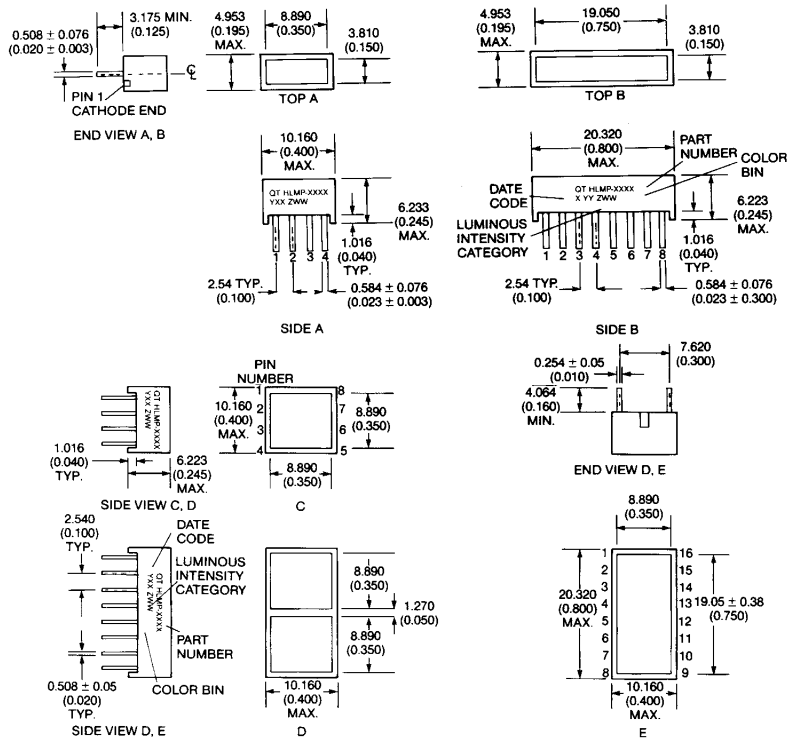 3.175 MIN.
(0.125)
0.508 ± 0.076
(0.020 ± 0.003)
PIN 1
CATHODE END
℄
END VIEW A, B
4.953
(0.195)
MAX.
8.890
(0.350)
3.810
(0.150)
TOP A
4.953
(0.195)
MAX.
19.050
(0.750)
3.810
(0.150)
TOP B
10.160
(0.400)
MAX.
QT HLMP-XXXX
YXX ZWW
6.233
(0.245)
MAX.
1.016
(0.040)
TYP.
1 2 3 4
2.54 TYP.
(0.100)
0.584 ± 0.076
(0.023 ± 0.003)
SIDE A
20.320
(0.800)
MAX.
PART
NUMBER
COLOR
BIN
DATE
CODE
QT HLMP-XXXX
X YY ZWW
LUMINOUS
INTENSITY
CATEGORY
6.223
(0.245)
MAX.
1.016
(0.040)
TYP.
1 2 3 4 5 6 7 8
2.54 TYP.
(0.100)
0.584 ± 0.076
(0.023 ± 0.300)
SIDE B
QT HLMP-XXXX
YXX ZWW
1.016
(0.040)
TYP.
6.223
(0.245)
MAX.
SIDE VIEW C, D
PIN
NUMBER
1 8
2 7
3 6
4 5
10.160
(0.400)
MAX.
8.890
(0.350)
8.890
(0.350)
C
7.620
(0.300)
0.254 ± 0.05
(0.010)
4.064
(0.160)
MIN.
END VIEW D, E
2.540
(0.100)
TYP.
DATE
CODE
LUMINOUS
INTENSITY
CATEGORY
QT HLMP-XXXX
YXX ZWW
PART
NUMBER
COLOR BIN
0.508 ± 0.05
(0.020)
TYP.
SIDE VIEW D, E
8.890
(0.350)
1.270
(0.050)
8.890
(0.350)
10.160
(0.400)
MAX.
D
8.890
(0.350)
1 16
2 15
3 14
4 13
5 12
6 11
7 10
8 9
20.320
(0.800)
MAX.
19.05 ± 0.38
(0.750)
10.160
(0.400)
MAX.
E